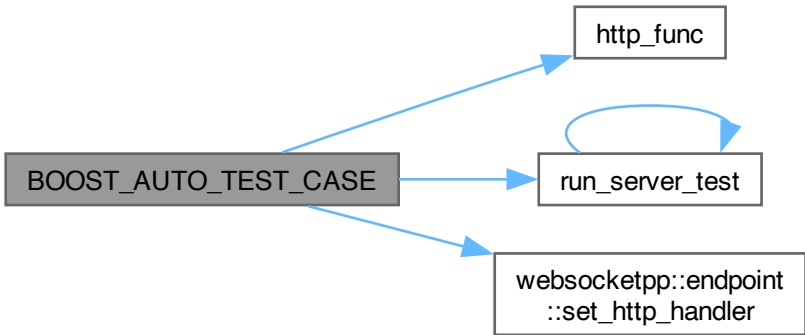 http_func
BOOST_AUTO_TEST_CASE
run_server_test
websocketpp::endpoint
::set_http_handler